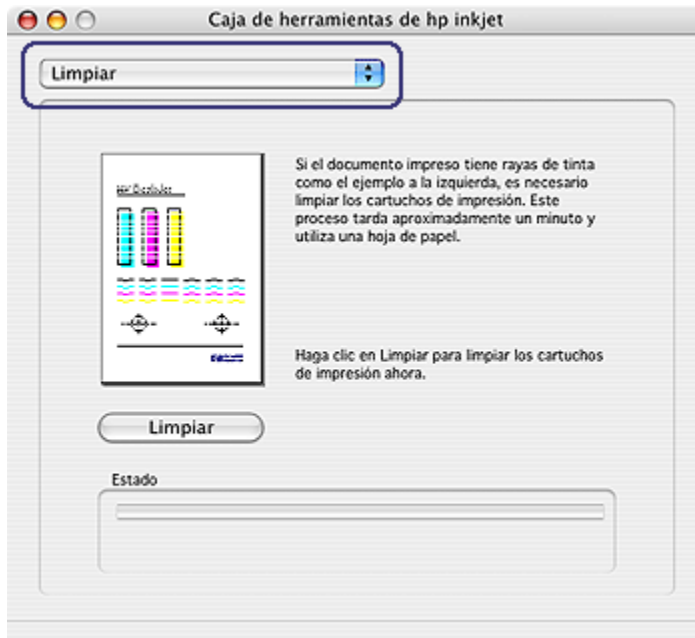 Caja de herramientas de hp inkjet
Limpiar
Si el documento impreso tiene rayas de tinta
como el ejemplo a la izquierda, es necesario
limpiar los cartuchos de impresión. Este
proceso tarda aproximadamente un minuto y
utiliza una hoja de papel.
Haga clic en Limpiar para limpiar los cartuchos
de impresión ahora.
Limpiar
Estado